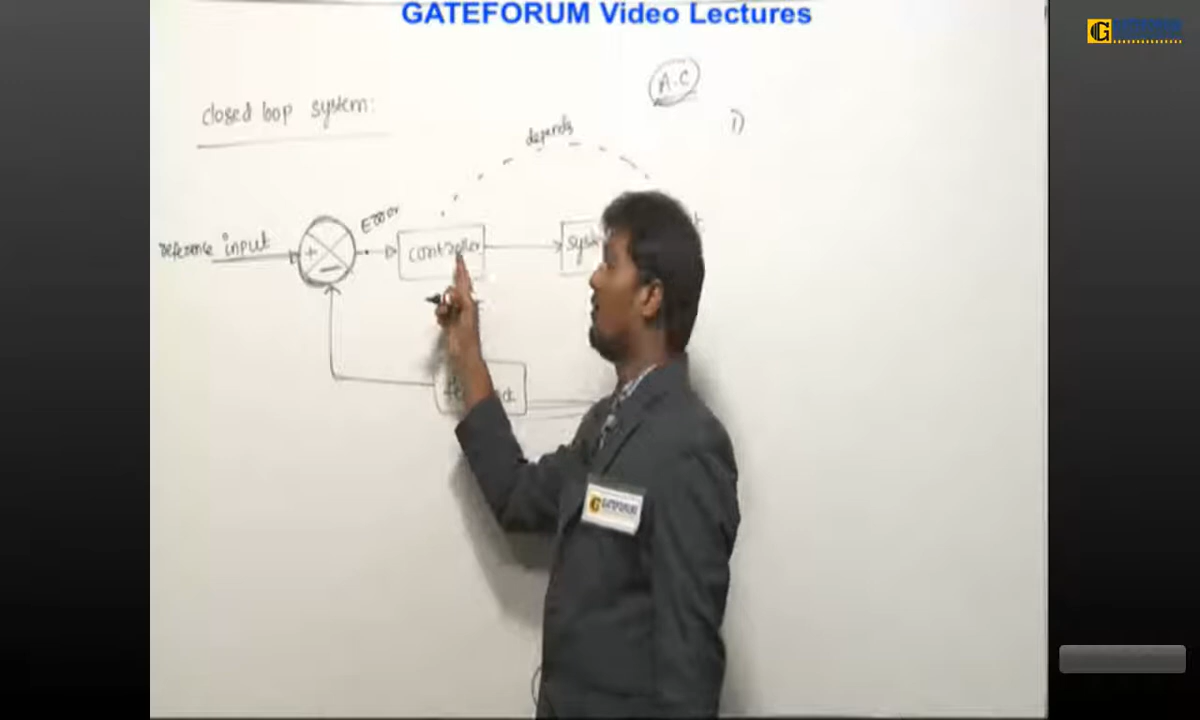 GATEFORUM Video Lectures
A.C
closed loop system:
1)
depends
Error
reference input
+
controller
−
GATEFORUM